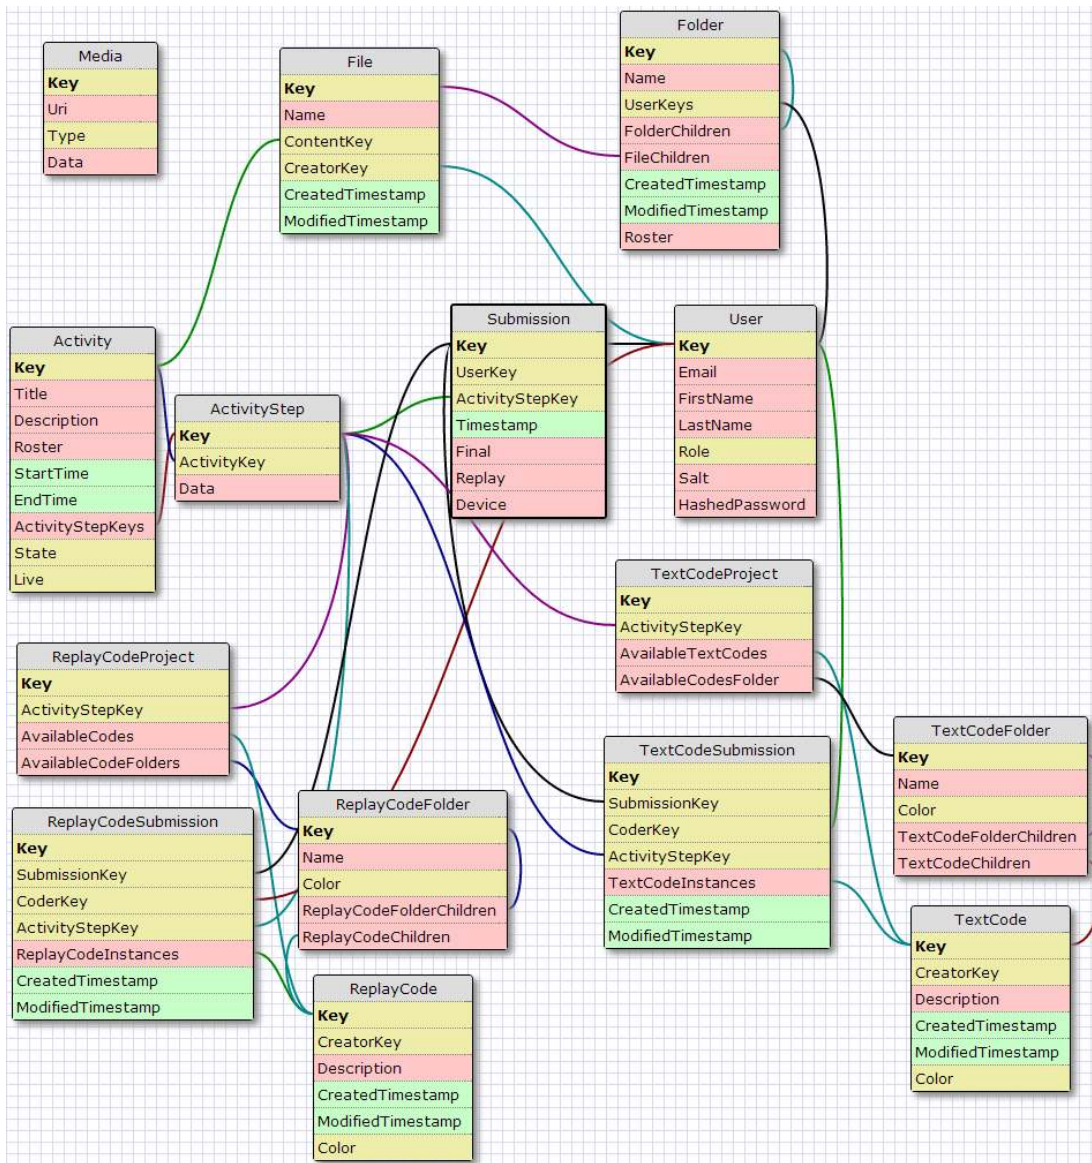 Media
Key
Uri
Type
Data
File
Key
Name
ContentKey
CreatorKey
CreatedTimestamp
ModifiedTimestamp
Folder
Key
Name
UserKeys
FolderChildren
FileChildren
CreatedTimestamp
ModifiedTimestamp
Roster
Activity
Key
Title
Description
Roster
StartTime
EndTime
ActivityStepKeys
State
Live
ActivityStep
Key
ActivityKey
Data
Submission
Key
UserKey
ActivityStepKey
Timestamp
Final
Replay
Device
User
Key
Email
FirstName
LastName
Role
Salt
HashedPassword
TextCodeProject
Key
ActivityStepKey
AvailableTextCodes
AvailableCodesFolder
ReplayCodeProject
Key
ActivityStepKey
AvailableCodes
AvailableCodeFolders
ReplayCodeSubmission
Key
SubmissionKey
CoderKey
ActivityStepKey
ReplayCodeInstances
CreatedTimestamp
ModifiedTimestamp
ReplayCodeFolder
Key
Name
Color
ReplayCodeFolderChildren
ReplayCodeChildren
ReplayCode
Key
CreatorKey
Description
CreatedTimestamp
ModifiedTimestamp
Color
TextCodeSubmission
Key
SubmissionKey
CoderKey
ActivityStepKey
TextCodeInstances
CreatedTimestamp
ModifiedTimestamp
TextCodeFolder
Key
Name
Color
TextCodeFolderChildren
TextCodeChildren
TextCode
Key
CreatorKey
Description
CreatedTimestamp
ModifiedTimestamp
Color